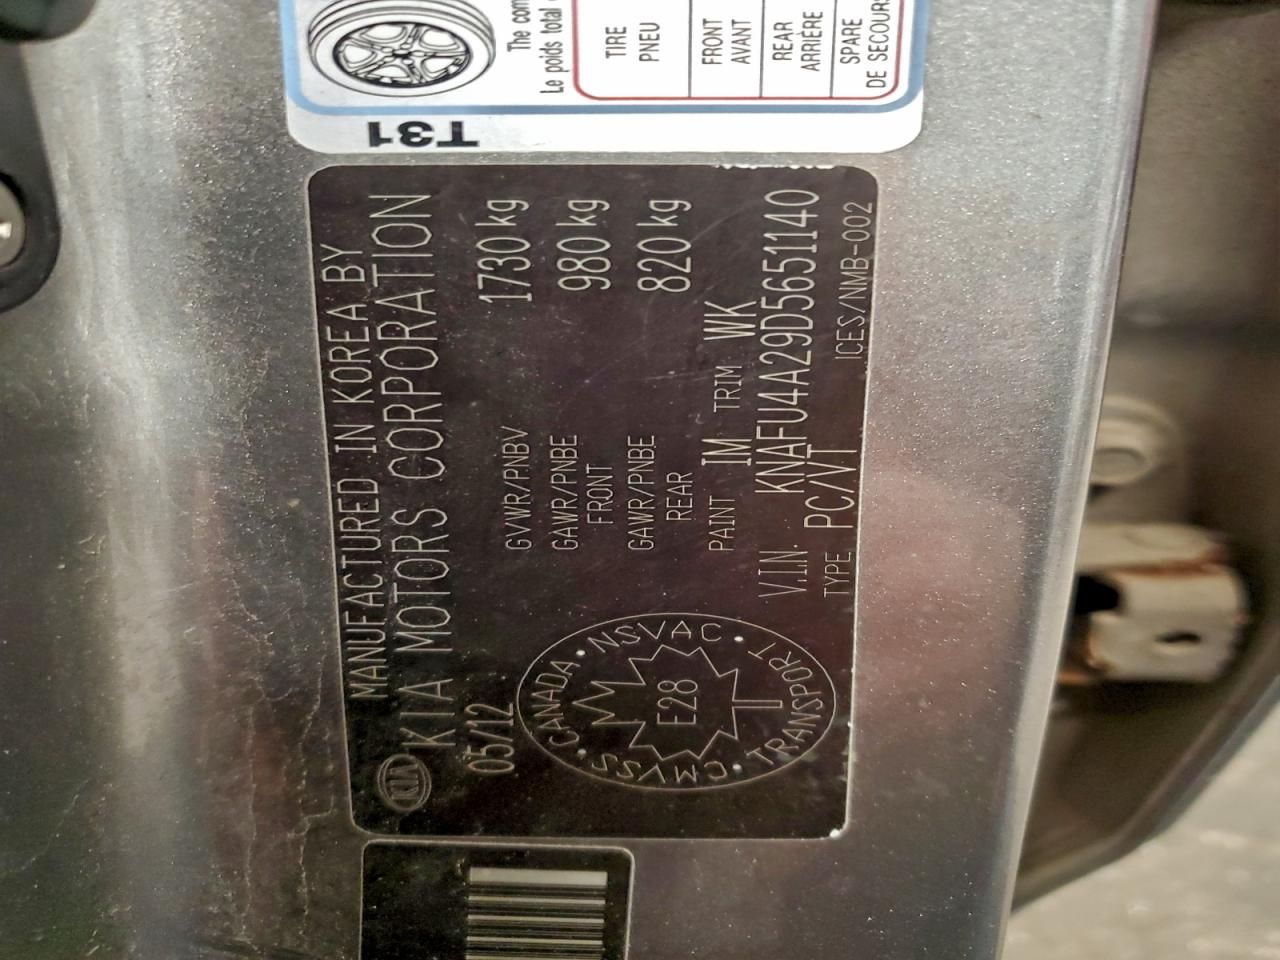 MANUFACTURED IN KOREA BY
KIA KIA MOTORS CORPORATION
05/12
GVWR/PNBV 1730 kg
GAWR/PNBE FRONT 980 kg
GAWR/PNBE REAR 820 kg
PAINT IM TRIM WK
V.I.N. KNAFU4A29D5651140
TYPE PC/VT ICES/NMB-002
CANADA · NSVAC · TRANSPORT · CMVSS ·
E28
T
T31
The com
Le poids total
TIRE
PNEU
FRONT
AVANT
REAR
ARRIÈRE
SPARE
DE SECOURS